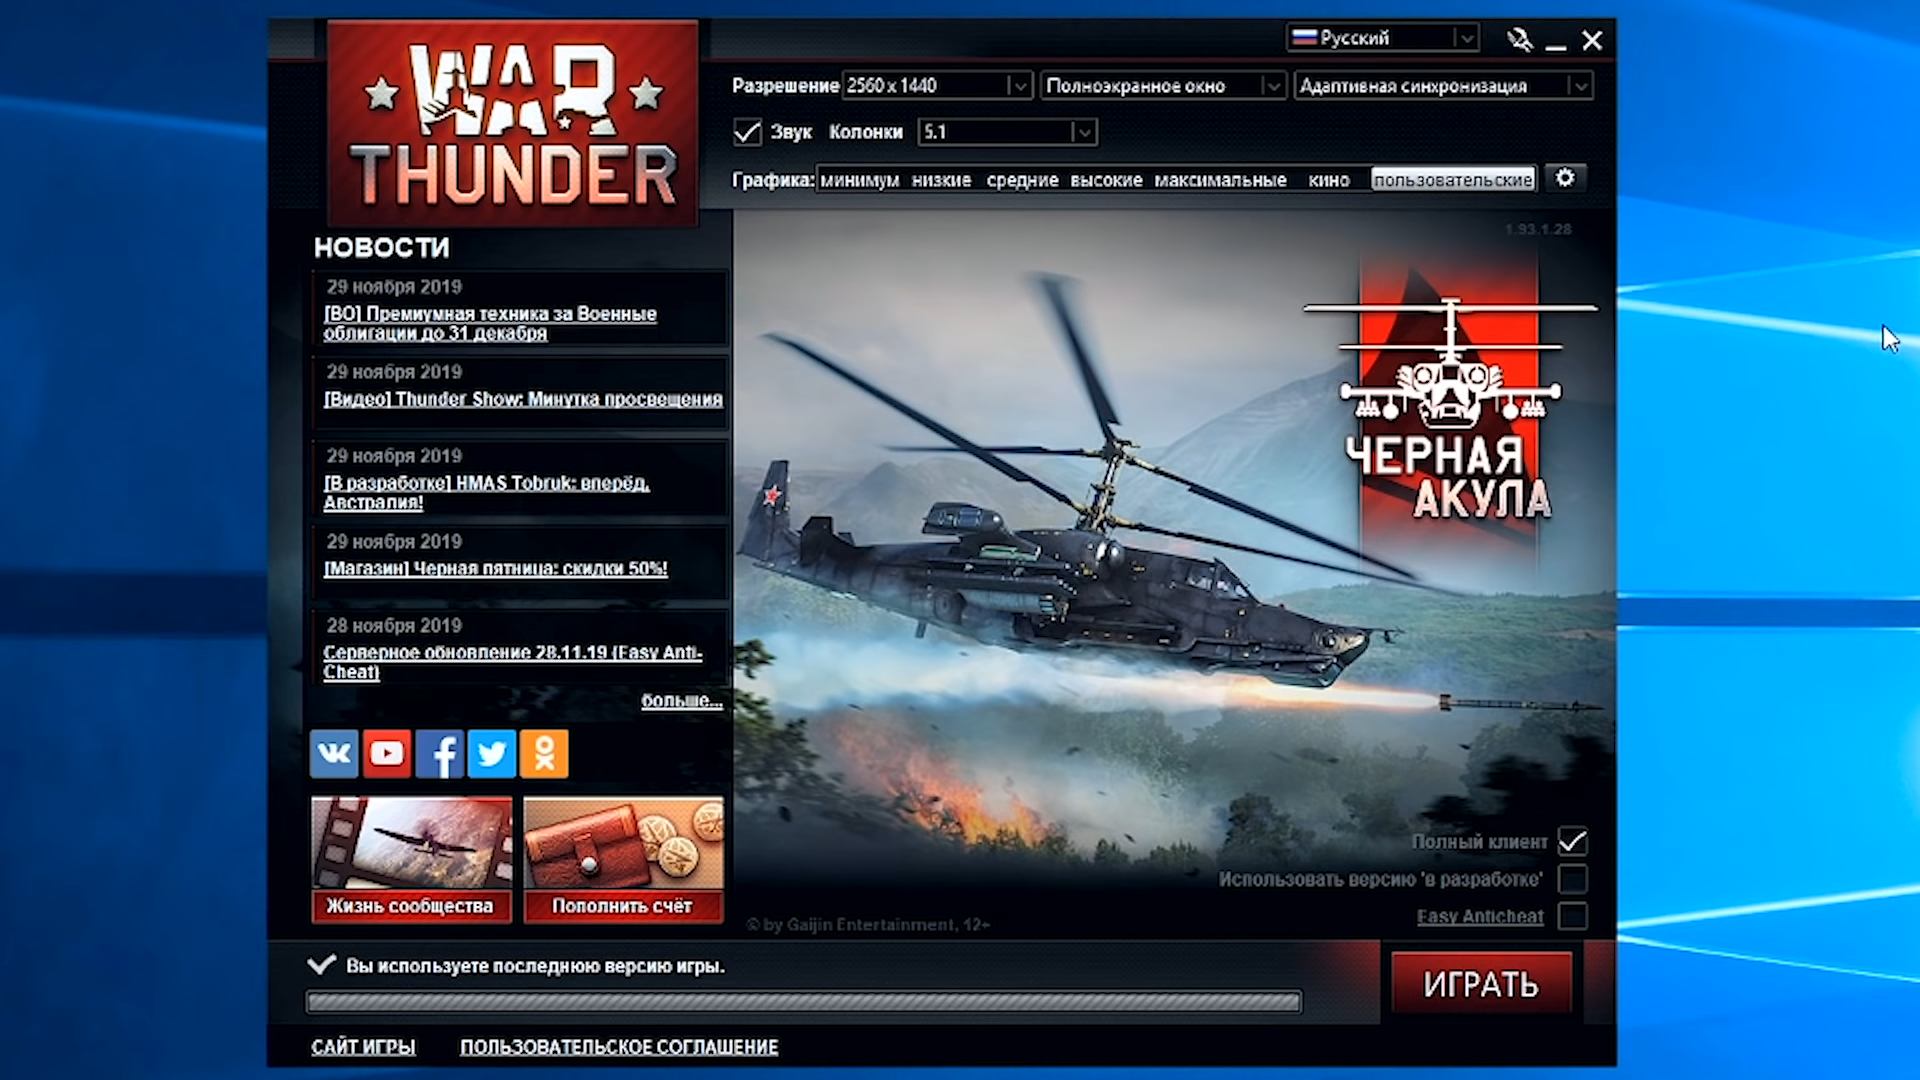 WAR
THUNDER
Русский
Разрешение 2560 x 1440 Полноэкранное окно Адаптивная синхронизация
Звук Колонки 5.1
Графика: минимум низкие средние высокие максимальные кино пользовательские
1.93.1.28
НОВОСТИ
29 ноября 2019
[ВО] Премиумная техника за Военные
облигации до 31 декабря
29 ноября 2019
[Видео] Thunder Show: Минутка просвещения
29 ноября 2019
[В разработке] HMAS Tobruk: вперёд,
Австралия!
29 ноября 2019
[Магазин] Черная пятница: скидки 50%!
28 ноября 2019
Серверное обновление 28.11.19 (Easy Anti-
Cheat)
больше...
Жизнь сообщества
Пополнить счёт
ЧЕРНАЯ
АКУЛА
Полный клиент
Использовать версию 'в разработке'
Easy Anticheat
© by Gaijin Entertainment, 12+
Вы используете последнюю версию игры.
ИГРАТЬ
САЙТ ИГРЫ ПОЛЬЗОВАТЕЛЬСКОЕ СОГЛАШЕНИЕ